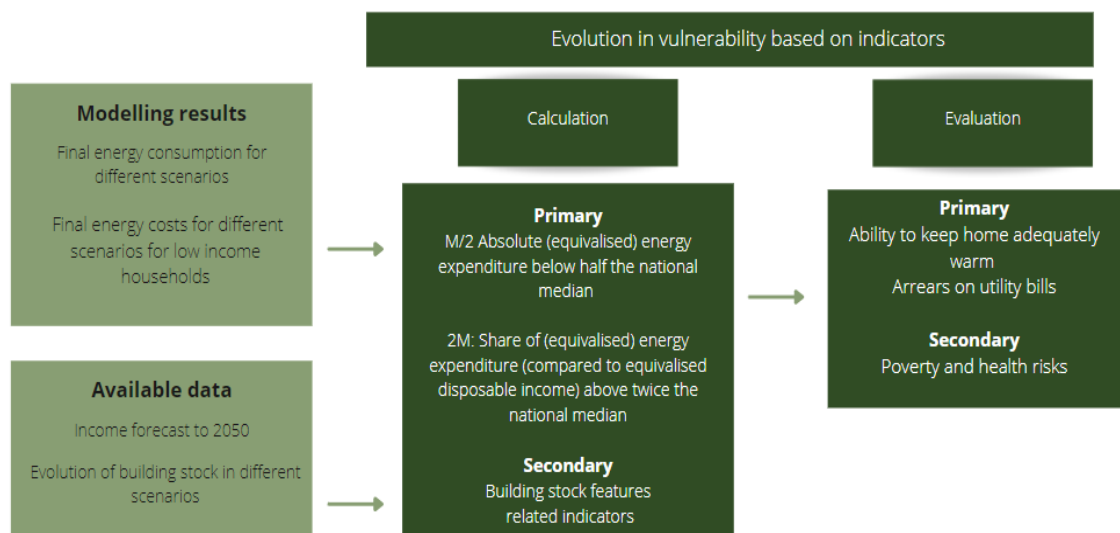 Evolution in vulnerability based on indicators
Modelling results
Final energy consumption for
different scenarios
Final energy costs for different
scenarios for low income
households
Available data
Income forecast to 2050
Evolution of building stock in different
scenarios
Calculation
Primary
M/2 Absolute (equivalised) energy
expenditure below half the national
median
2M: Share of (equivalised) energy
expenditure (compared to equivalised
disposable income) above twice the
national median
Secondary
Building stock features
related indicators
Evaluation
Primary
Ability to keep home adequately
warm
Arrears on utility bills
Secondary
Poverty and health risks